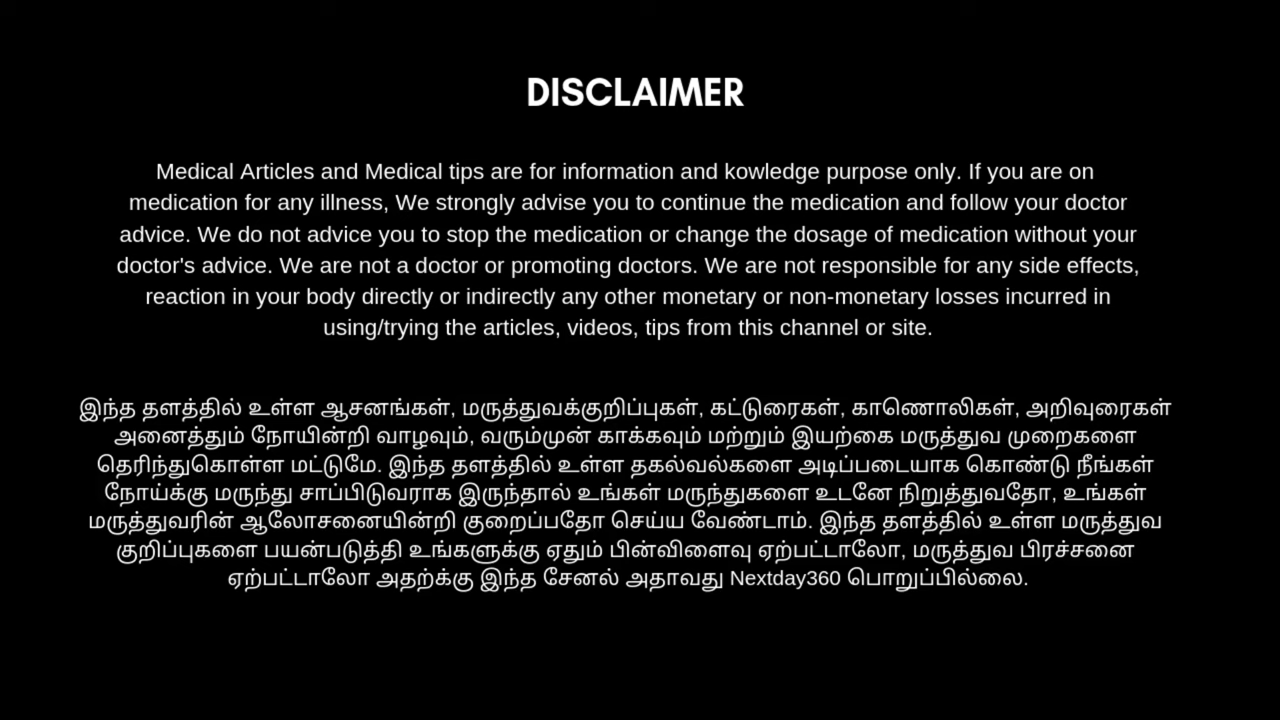 DISCLAIMER
Medical Articles and Medical tips are for information and kowledge purpose only. If you are on
medication for any illness, We strongly advise you to continue the medication and follow your doctor
advice. We do not advice you to stop the medication or change the dosage of medication without your
doctor's advice. We are not a doctor or promoting doctors. We are not responsible for any side effects,
reaction in your body directly or indirectly any other monetary or non-monetary losses incurred in
using/trying the articles, videos, tips from this channel or site.
இந்த தளத்தில் உள்ள ஆசனங்கள், மருத்துவக்குறிப்புகள், கட்டுரைகள், காணொலிகள், அறிவுரைகள்
அனைத்தும் நோயின்றி வாழவும், வரும்முன் காக்கவும் மற்றும் இயற்கை மருத்துவ முறைகளை
தெரிந்துகொள்ள மட்டுமே. இந்த தளத்தில் உள்ள தகல்வல்களை அடிப்படையாக கொண்டு நீங்கள்
நோய்க்கு மருந்து சாப்பிடுவராக இருந்தால் உங்கள் மருந்துகளை உடனே நிறுத்துவதோ, உங்கள்
மருத்துவரின் ஆலோசனையின்றி குறைப்பதோ செய்ய வேண்டாம். இந்த தளத்தில் உள்ள மருத்துவ
குறிப்புகளை பயன்படுத்தி உங்களுக்கு ஏதும் பின்விளைவு ஏற்பட்டாலோ, மருத்துவ பிரச்சனை
ஏற்பட்டாலோ அதற்க்கு இந்த சேனல் அதாவது Nextday360 பொறுப்பில்லை.